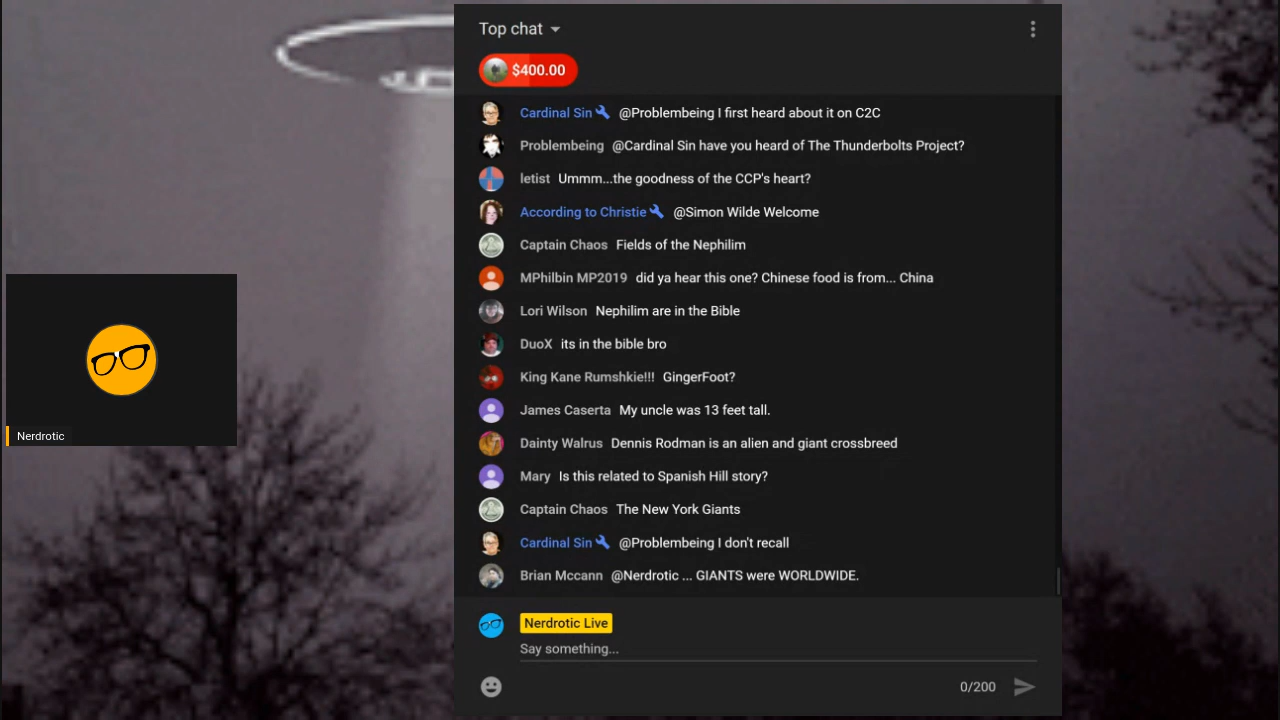 Top chat
$400.00
Cardinal Sin @Problembeing I first heard about it on C2C
Problembeing @Cardinal Sin have you heard of The Thunderbolts Project?
letist Ummm...the goodness of the CCP's heart?
According to Christie @Simon Wilde Welcome
Captain Chaos Fields of the Nephilim
MPhilbin MP2019 did ya hear this one? Chinese food is from... China
Lori Wilson Nephilim are in the Bible
DuoX its in the bible bro
King Kane Rumshkie!!! GingerFoot?
James Caserta My uncle was 13 feet tall.
Dainty Walrus Dennis Rodman is an alien and giant crossbreed
Mary Is this related to Spanish Hill story?
Captain Chaos The New York Giants
Cardinal Sin @Problembeing I don't recall
Brian Mccann @Nerdrotic ... GIANTS were WORLDWIDE.
Nerdrotic Live
Say something...
0/200
Nerdrotic